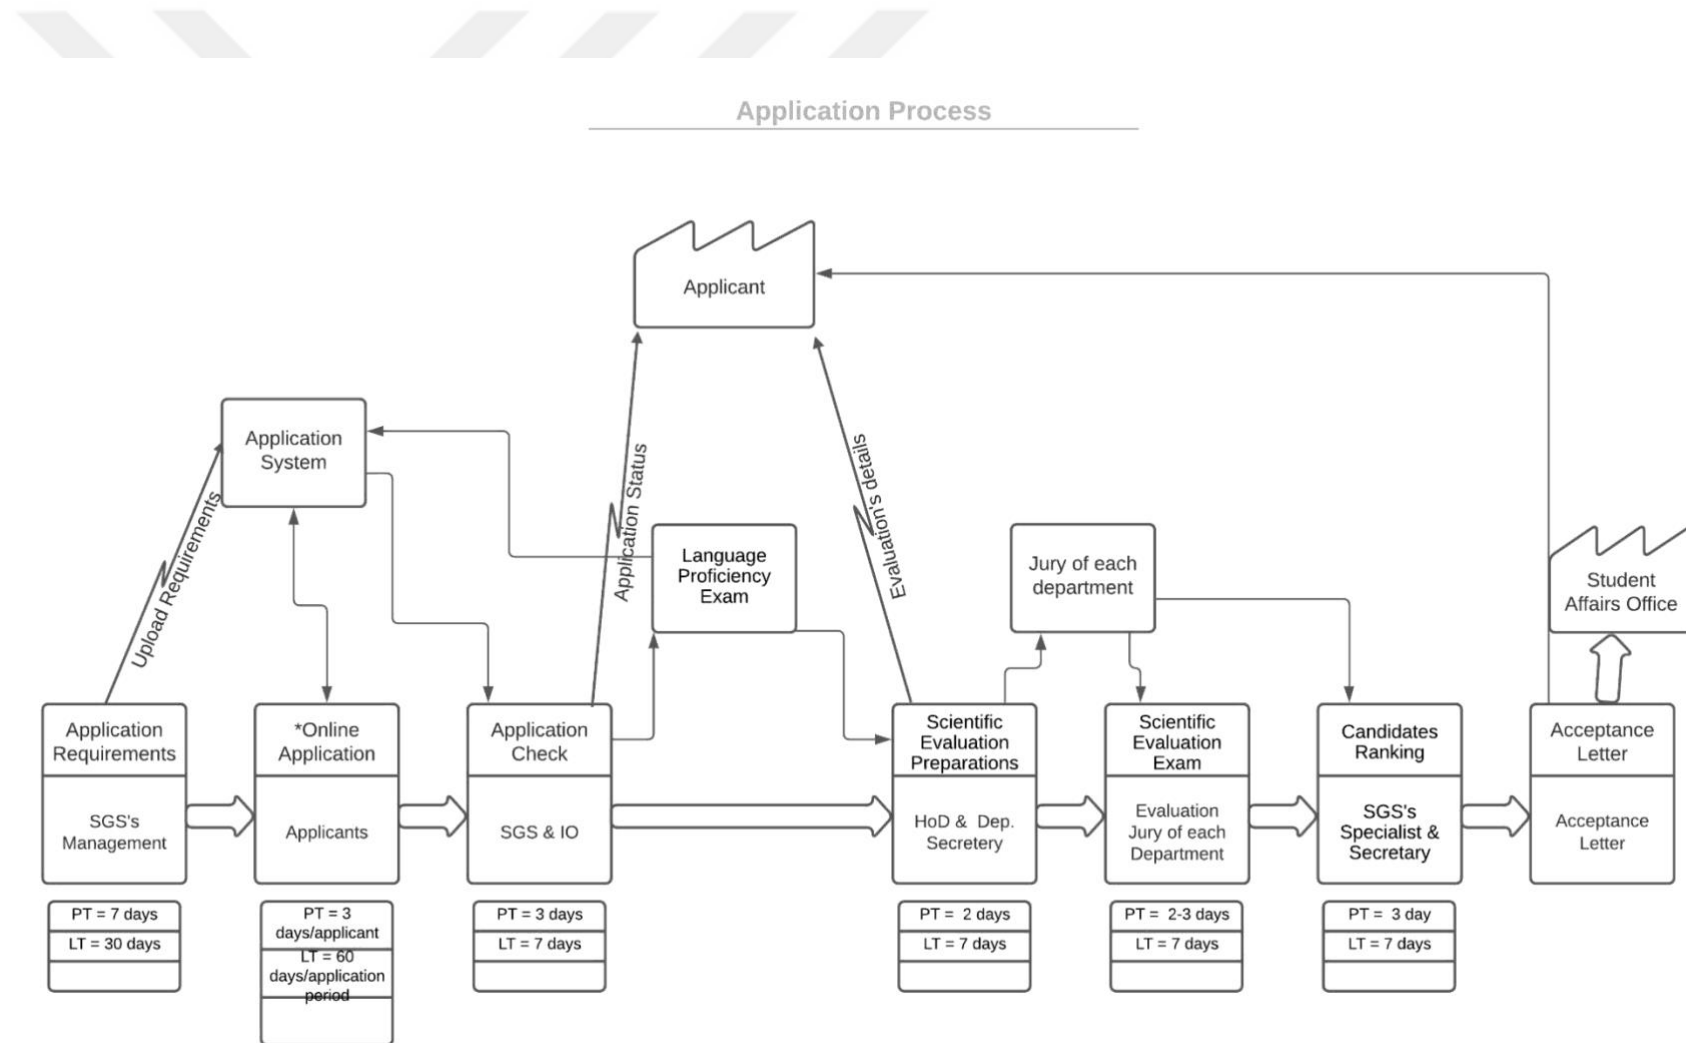 Application Process
Applicant
Application
System
Upload Requirements
Application Status
Evaluation's details
Language
Proficiency
Exam
Jury of each
department
Student
Affairs Office
Application
Requirements
SGS's
Management
PT = 7 days
LT = 30 days
*Online
Application
Applicants
PT = 3
days/applicant
LT = 60
days/application
period
Application
Check
SGS & IO
PT = 3 days
LT = 7 days
Scientific
Evaluation
Preparations
HoD & Dep.
Secretery
PT = 2 days
LT = 7 days
Scientific
Evaluation
Exam
Evaluation
Jury of each
Department
PT = 2-3 days
LT = 7 days
Candidates
Ranking
SGS's
Specialist &
Secretary
PT = 3 day
LT = 7 days
Acceptance
Letter
Acceptance
Letter